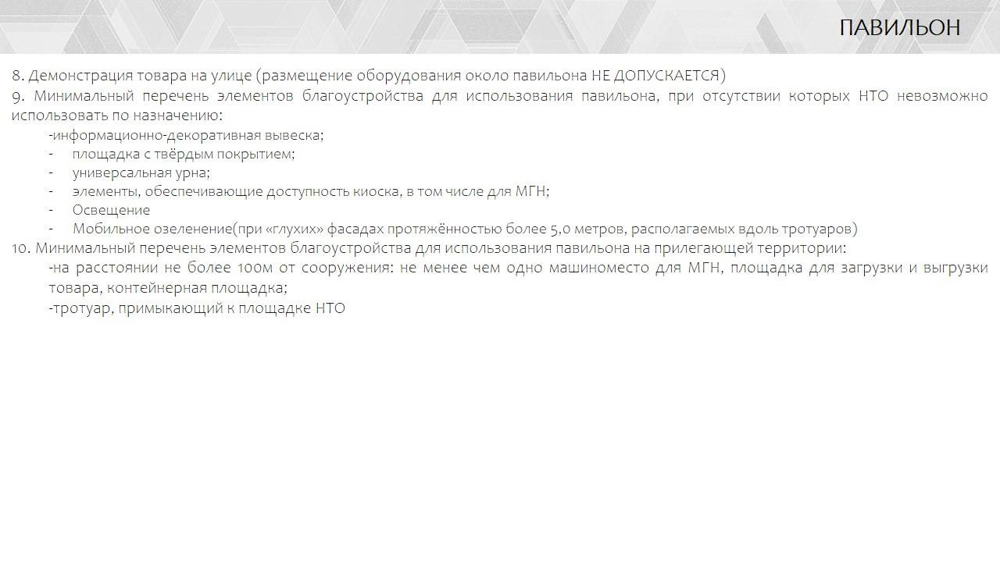 ПАВИЛЬОН
8. Демонстрация товара на улице (размещение оборудования около павильона НЕ ДОПУСКАЕТСЯ)
9. Минимальный перечень элементов благоустройства для использования павильона, при отсутствии которых НТО невозможно
использовать по назначению:
-информационно-декоративная вывеска;
- площадка с твёрдым покрытием;
- универсальная урна;
- элементы, обеспечивающие доступность киоска, в том числе для МГН;
- Освещение
- Мобильное озеленение(при «глухих» фасадах протяжённостью более 5,0 метров, располагаемых вдоль тротуаров)
10. Минимальный перечень элементов благоустройства для использования павильона на прилегающей территории:
-на расстоянии не более 100м от сооружения: не менее чем одно машиноместо для МГН, площадка для загрузки и выгрузки
товара, контейнерная площадка;
-тротуар, примыкающий к площадке НТО